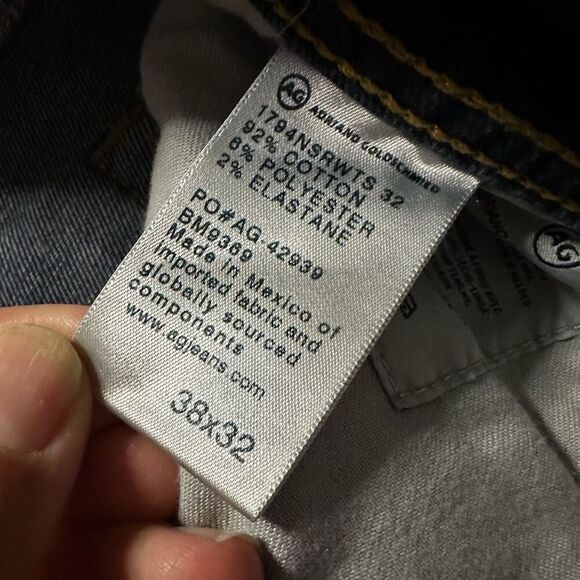 AG ADRIANO GOLDSCHMIED
1794NSRWTS 32
92% COTTON
6% POLYESTER
2% ELASTANE
PO#AG-42939
BM9369
Made in Mexico of
imported fabric and
globally sourced
components
www.agjeans.com
38x32
AG